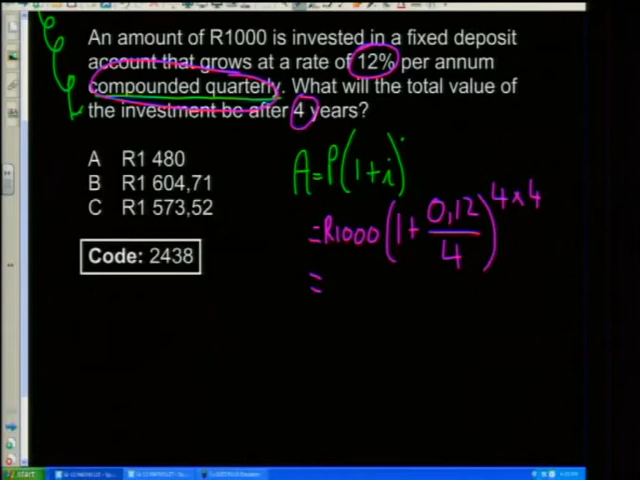 An amount of R1000 is invested in a fixed deposit
account that grows at a rate of 12% per annum
compounded quarterly. What will the total value of
the investment be after 4 years?
A R1 480
B R1 604,71
C R1 573,52
Code: 2438
A=P(1+i)
=R1000(1+0,12/4)^4×4
=
start